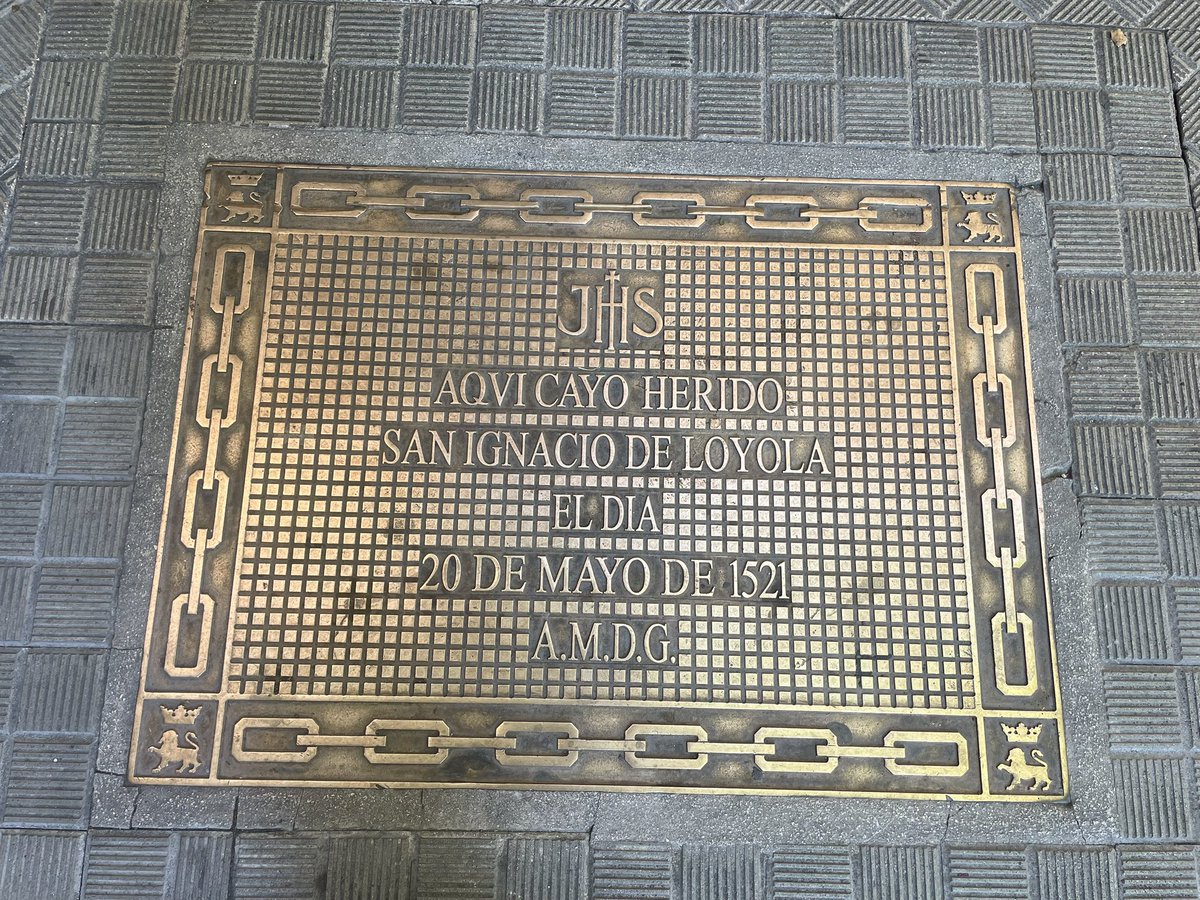 JHS
AQVI CAYO HERIDO
SAN IGNACIO DE LOYOLA
EL DIA
20 DE MAYO DE 1521
A.M.D.G.